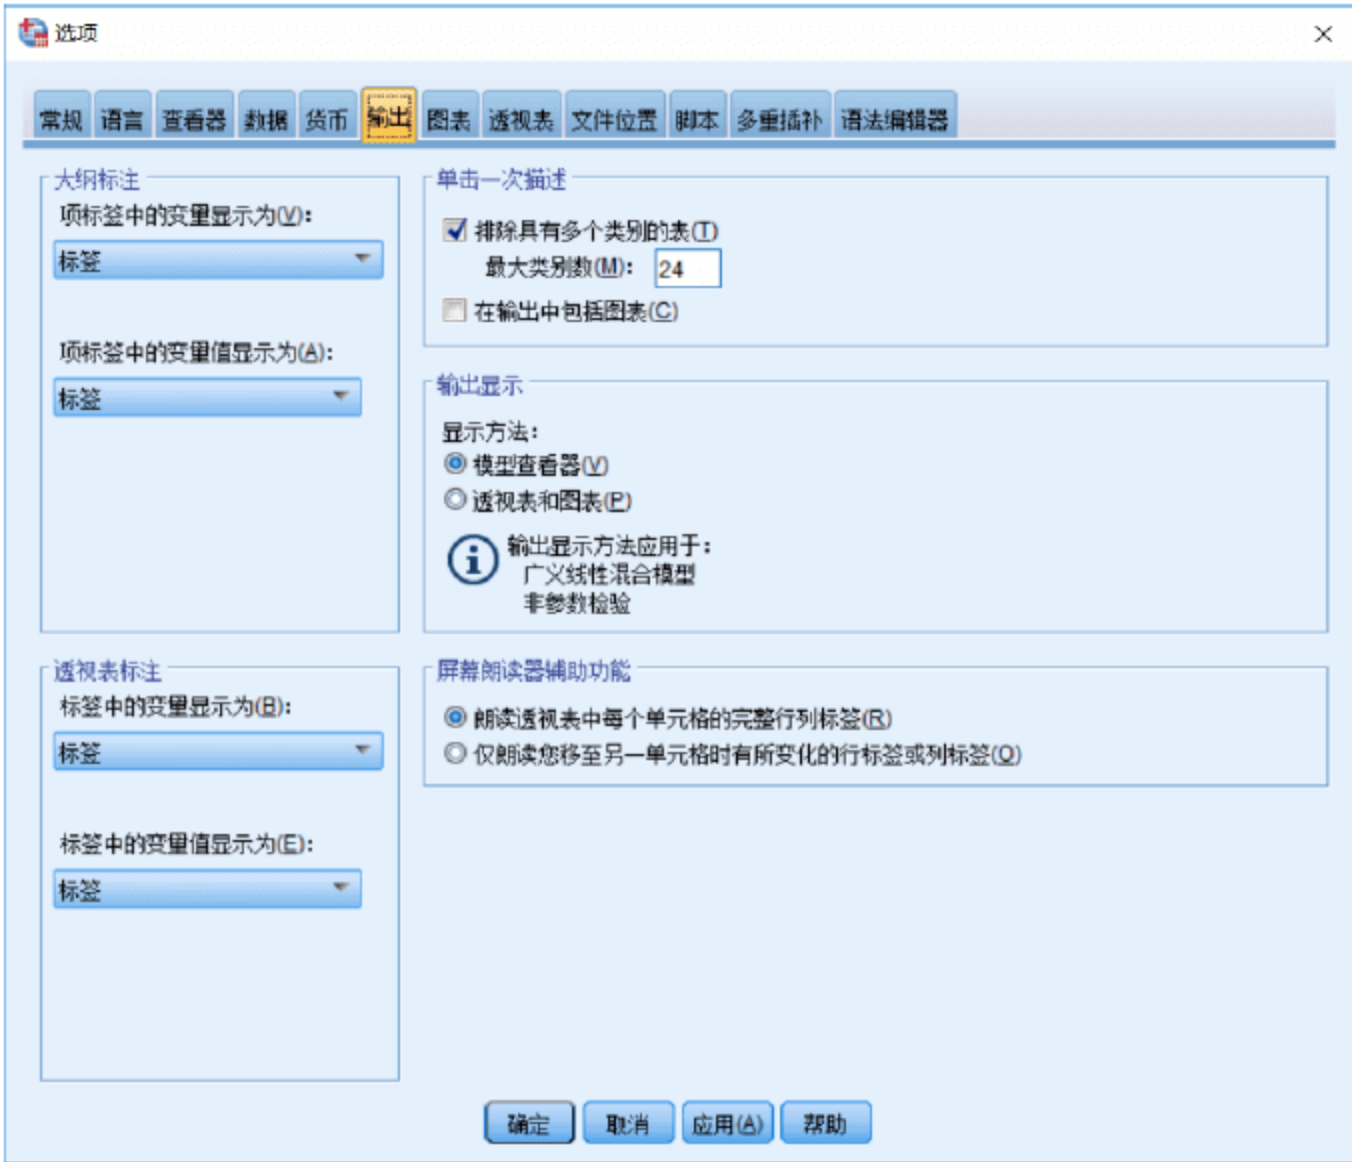 选项
常规 语言 查看器 数据 货币 输出 图表 透视表 文件位置 脚本 多重插补 语法编辑器
大纲标注
项标签中的变量显示为(V):
标签
项标签中的变量值显示为(A):
标签
单击一次描述
排除具有多个类别的表(T)
最大类别数(M): 24
在输出中包括图表(C)
输出显示
显示方法:
模型查看器(V)
透视表和图表(P)
输出显示方法应用于:
广义线性混合模型
非参数检验
透视表标注
标签中的变量显示为(B):
标签
标签中的变量值显示为(E):
标签
屏幕朗读器辅助功能
朗读透视表中每个单元格的完整行列标签(R)
仅朗读您移至另一单元格时有所变化的行标签或列标签(O)
确定 取消 应用(A) 帮助